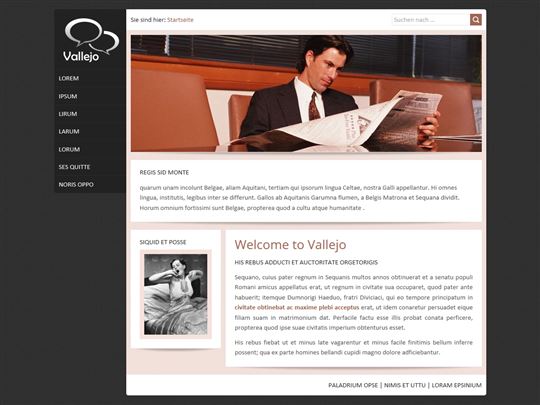 Vallejo
LOREM
IPSUM
LIRUM
LARUM
LORUM
SES QUITTE
NORIS OPPO
Sie sind hier: Startseite
Suchen nach ...
REGIS SID MONTE
quarum unam incolunt Belgae, aliam Aquitani, tertiam qui ipsorum lingua Celtae, nostra Galli appellantur. Hi omnes
lingua, institutis, legibus inter se differunt. Gallos ab Aquitanis Garumna flumen, a Belgis Matrona et Sequana dividit.
Horum omnium fortissimi sunt Belgae, propterea quod a cultu atque humanitate .
SIQUID ET POSSE
Welcome to Vallejo
HIS REBUS ADDUCTI ET AUCTORITATE ORGETORIGIS
Sequano, cuius pater regnum in Sequanis multos annos obtinuerat et a senatu populi
Romani amicus appellatus erat, ut regnum in civitate sua occuparet, quod pater ante
habuerit; itemque Dumnorigi Haeduo, fratri Diviciaci, qui eo tempore principatum in
civitate obtinebat ac maxime plebi acceptus erat, ut idem conaretur persuadet eique
filiam suam in matrimonium dat. Perfacile factu esse illis probat conata perficere,
propterea quod ipse suae civitatis imperium obtenturus esset.
His rebus fiebat ut et minus late vagarentur et minus facile finitimis bellum inferre
possent; qua ex parte homines bellandi cupidi magno dolore adficiebantur.
PALADRIUM OPSE | NIMIS ET UTTU | LORAM EPSINIUM